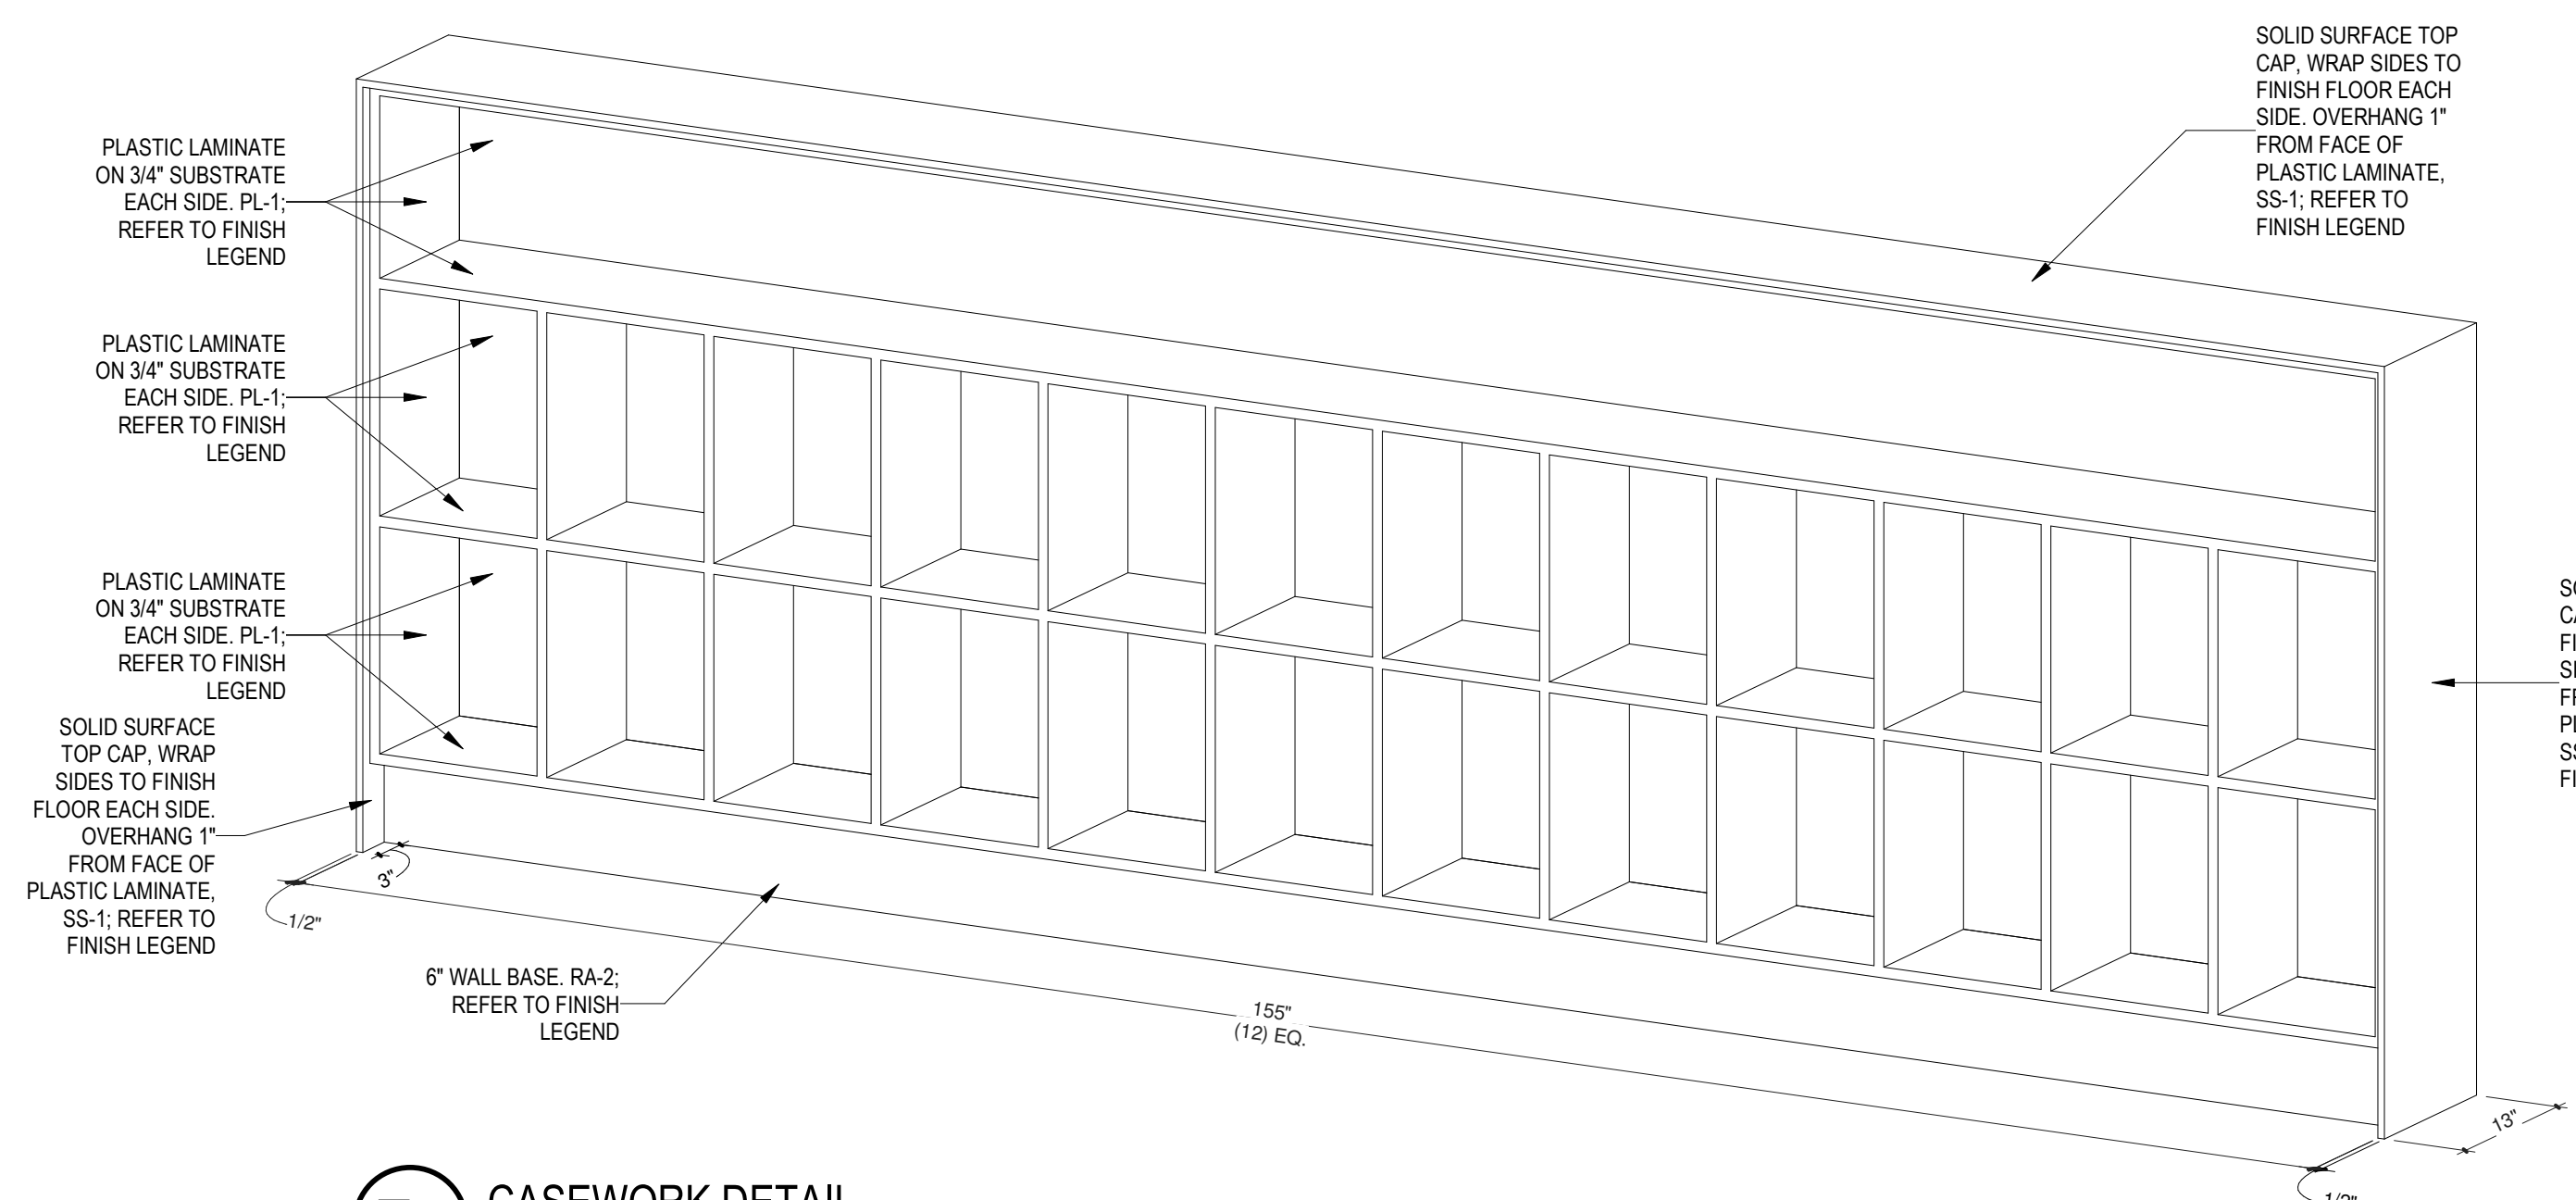 SOLID SURFACE TOP
CAP, WRAP SIDES TO
FINISH FLOOR EACH
SIDE. OVERHANG 1"
FROM FACE OF
PLASTIC LAMINATE,
SS-1; REFER TO
FINISH LEGEND
PLASTIC LAMINATE
ON 3/4" SUBSTRATE
EACH SIDE. PL-1;
REFER TO FINISH
LEGEND
PLASTIC LAMINATE
ON 3/4" SUBSTRATE
EACH SIDE. PL-1;
REFER TO FINISH
LEGEND
PLASTIC LAMINATE
ON 3/4" SUBSTRATE
EACH SIDE. PL-1;
REFER TO FINISH
LEGEND
SOLID SURFACE
TOP CAP, WRAP
SIDES TO FINISH
FLOOR EACH SIDE.
OVERHANG 1"
FROM FACE OF
PLASTIC LAMINATE,
SS-1; REFER TO
FINISH LEGEND
3"
1/2"
6" WALL BASE. RA-2;
REFER TO FINISH
LEGEND
155"
(12) EQ.
13"
1/2"
CASEWORK DETAIL